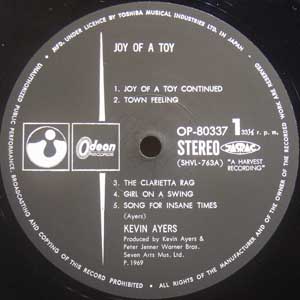 MFD. UNDER LICENCE BY TOSHIBA MUSICAL INDUSTRIES LTD. IN JAPAN
ALL RIGHTS OF THE MANUFACTURER AND OF THE OWNER OF THE RECORDED WORK ARE RESERVED
UNAUTHORIZED PUBLIC PERFORMANCE, BROADCASTING AND COPYING OF THIS RECORD PROHIBITED
JOY OF A TOY
1. JOY OF A TOY CONTINUED
2. TOWN FEELING
Odeon
RECORDS
OP-80337 1 33⅓ r. p. m.
STEREO JASRAC
(SHVL-763A) "A HARVEST
RECORDING"
3. THE CLARIETTA RAG
4. GIRL ON A SWING
5. SONG FOR INSANE TIMES
(Ayers)
KEVIN AYERS
Produced by Kevin Ayers &
Peter Jenner Warner Bros.
Seven Arts Mus. Ltd.
P. 1969